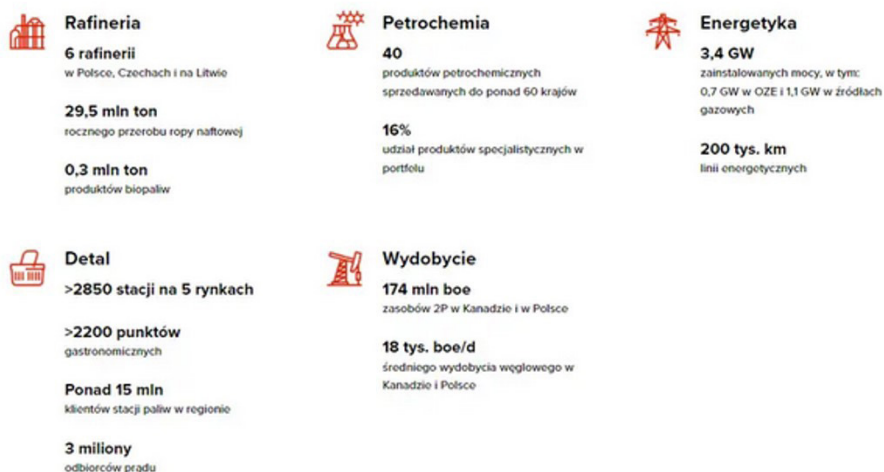 Rafineria
6 rafinerii
w Polsce, Czechach i na Litwie
29,5 mln ton
rocznego przerobu ropy naftowej
0,3 mln ton
produktów biopaliw
Petrochemia
40
produktów petrochemicznych
sprzedawanych do ponad 60 krajów
16%
udział produktów specjalistycznych w
portfelu
Energetyka
3,4 GW
zainstalowanych mocy, w tym:
0,7 GW w OZE i 1,1 GW w źródłach
gazowych
200 tys. km
linii energetycznych
Detal
>2850 stacji na 5 rynkach
>2200 punktów
gastronomicznych
Ponad 15 mln
klientów stacji paliw w regionie
3 miliony
odbiorców prądu
Wydobycie
174 mln boe
zasobów 2P w Kanadzie i w Polsce
18 tys. boe/d
średniego wydobycia węglowego w
Kanadzie i Polsce